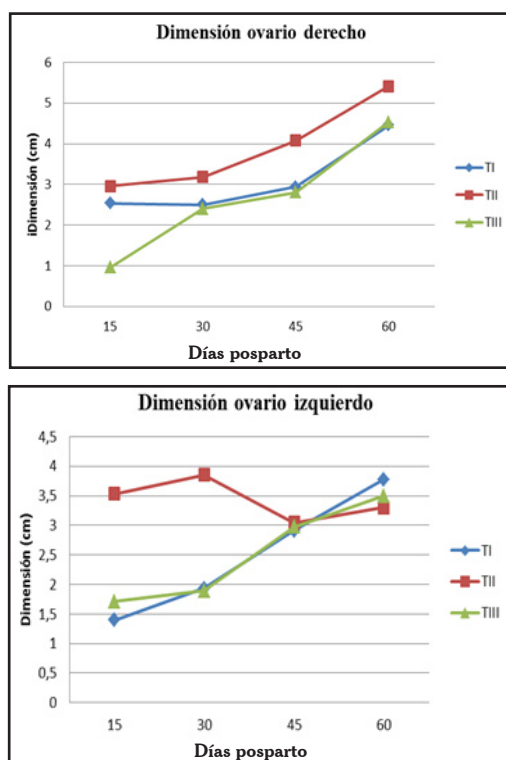 Dimensión ovario derecho
6
5
4
3
2
1
0
iDimensión (cm)
15 30 45 60
Días posparto
TI
TII
TIII
Dimensión ovario izquierdo
4,5
4
3,5
3
2,5
2
1,5
1
0,5
0
Dimensión (cm)
15 30 45 60
Días posparto
TI
TII
TIII